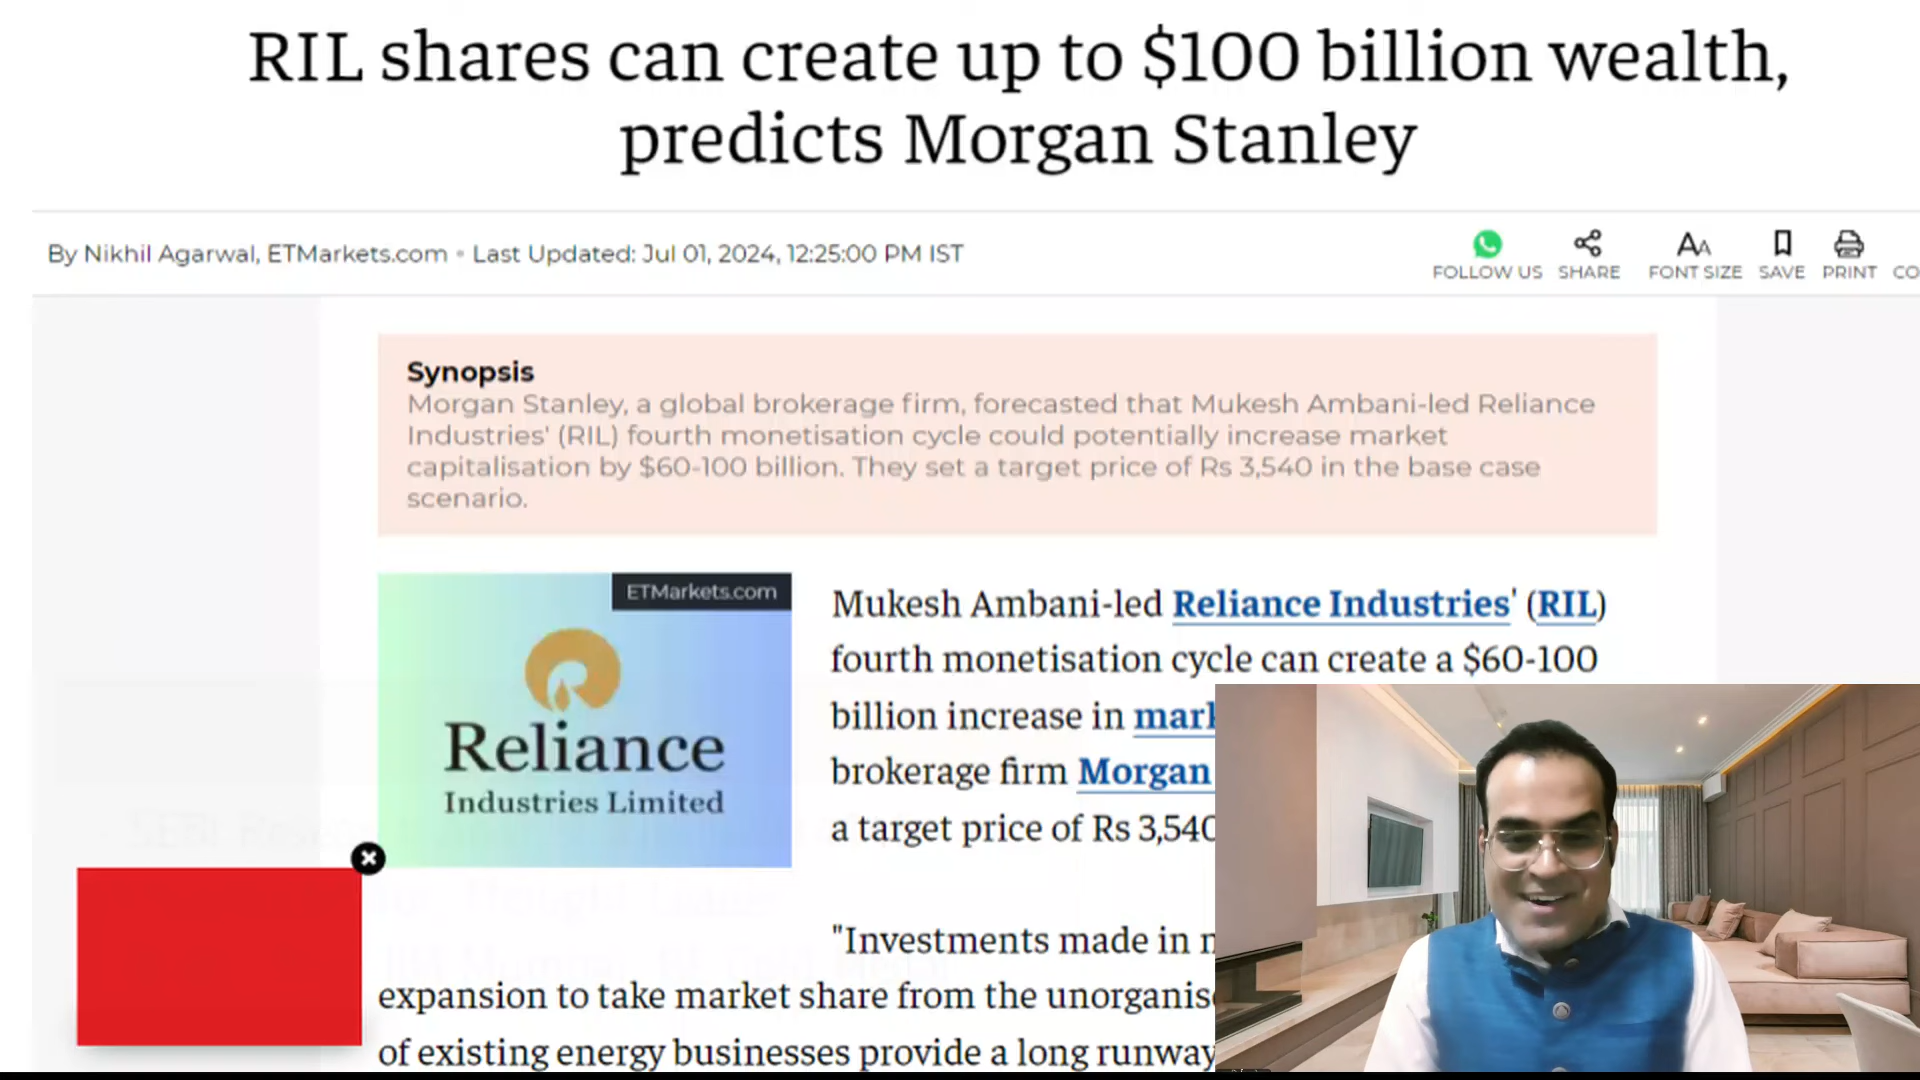 RIL shares can create up to $100 billion wealth,
predicts Morgan Stanley
By Nikhil Agarwal, ETMarkets.com • Last Updated: Jul 01, 2024, 12:25:00 PM IST
FOLLOW US SHARE FONT SIZE SAVE PRINT CO
Synopsis
Morgan Stanley, a global brokerage firm, forecasted that Mukesh Ambani-led Reliance
Industries' (RIL) fourth monetisation cycle could potentially increase market
capitalisation by $60-100 billion. They set a target price of Rs 3,540 in the base case
scenario.
ETMarkets.com
Reliance
Industries Limited
Mukesh Ambani-led Reliance Industries' (RIL)
fourth monetisation cycle can create a $60-100
billion increase in mark
brokerage firm Morgan
a target price of Rs 3,540
"Investments made in
expansion to take market share from the unorganis
of existing energy businesses provide a long runway